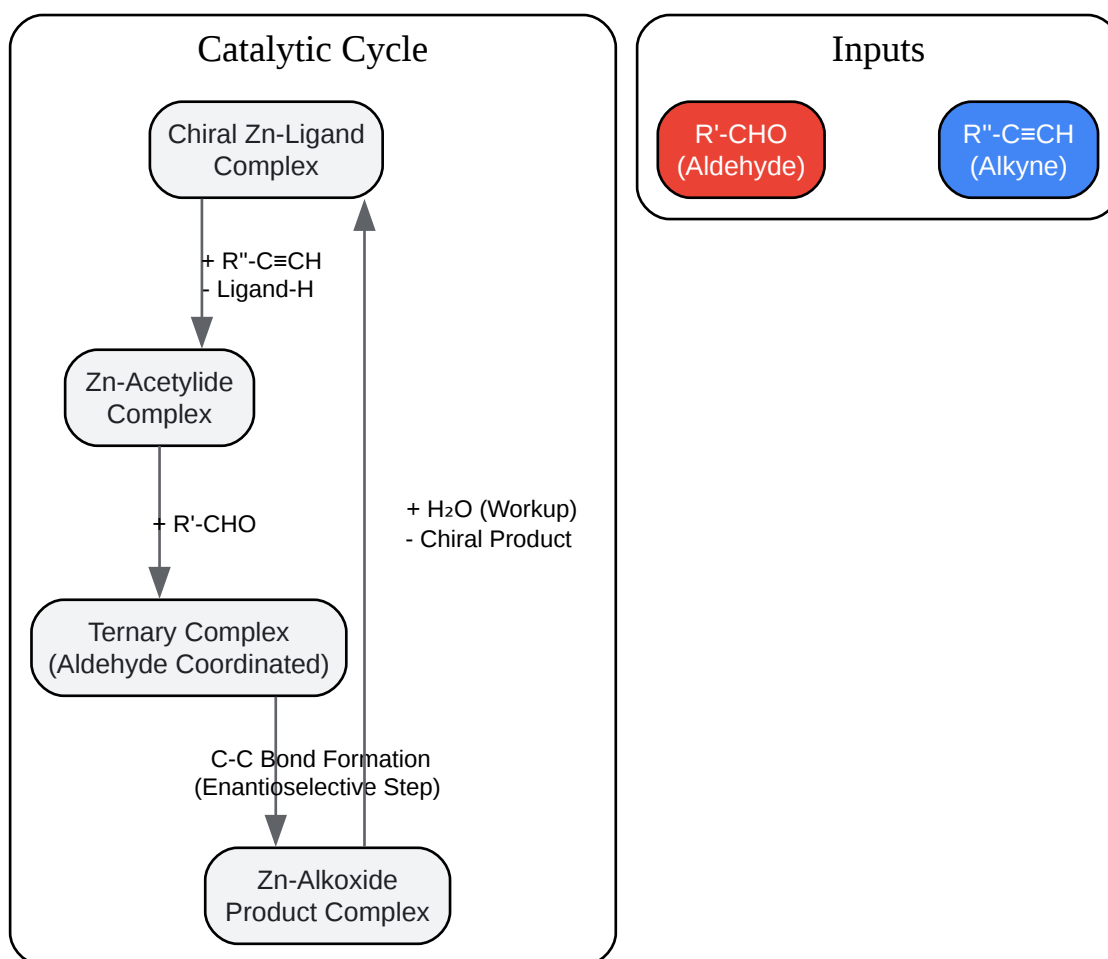 Catalytic Cycle
Chiral Zn-Ligand
Complex
+ R"-C≡CH
- Ligand-H
Zn-Acetylide
Complex
+ R'-CHO
Ternary Complex
(Aldehyde Coordinated)
C-C Bond Formation
(Enantioselective Step)
Zn-Alkoxide
Product Complex
+ H₂O (Workup)
- Chiral Product
Inputs
R'-CHO
(Aldehyde)
R"-C≡CH
(Alkyne)